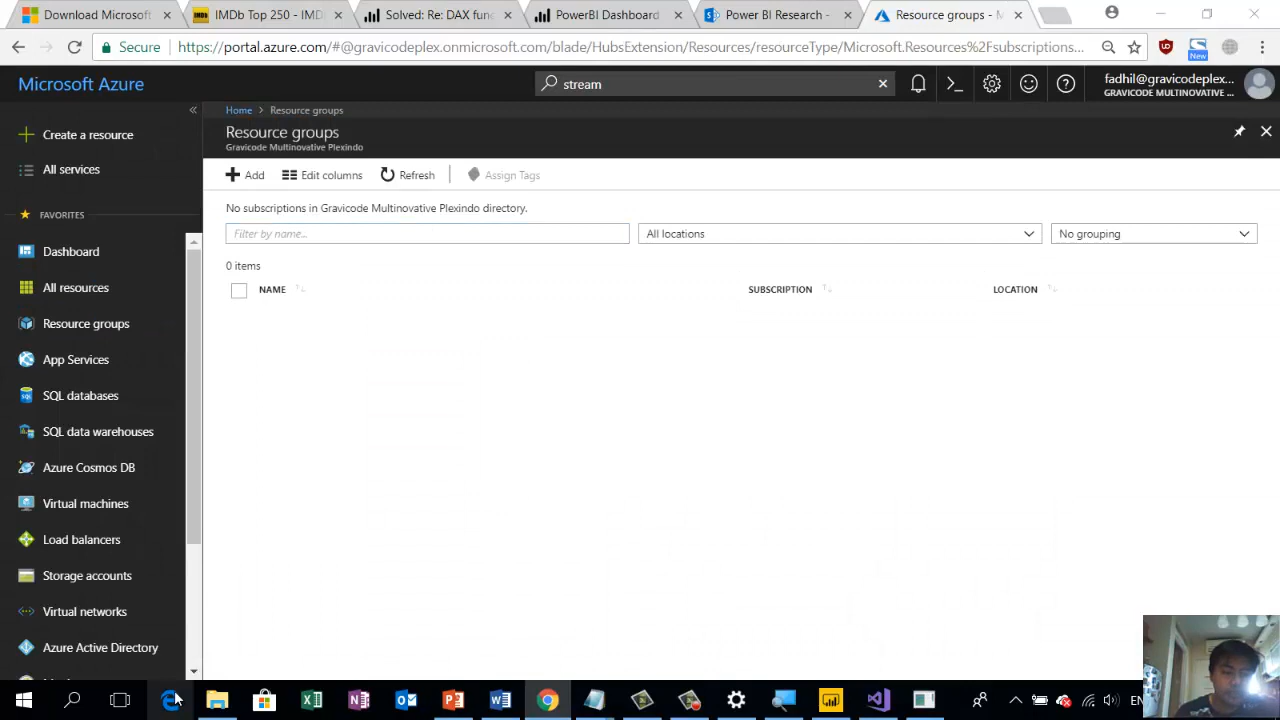 Download Microsoft
IMDb Top 250 - IMD
Solved: Re: DAX func
PowerBI Dashboard
Power BI Research -
Resource groups - M
Secure
https://portal.azure.com/#@gravicodeplex.onmicrosoft.com/blade/HubsExtension/Resources/resourceType/Microsoft.Resources%2Fsubscriptions...
New
Microsoft Azure
stream
fadhil@gravicodeplex...
GRAVICODE MULTINOVATIVE ...
Create a resource
All services
FAVORITES
Dashboard
All resources
Resource groups
App Services
SQL databases
SQL data warehouses
Azure Cosmos DB
Virtual machines
Load balancers
Storage accounts
Virtual networks
Azure Active Directory
Home > Resource groups
Resource groups
Gravicode Multinovative Plexindo
Add
Edit columns
Refresh
Assign Tags
No subscriptions in Gravicode Multinovative Plexindo directory.
Filter by name...
All locations
No grouping
0 items
NAME
SUBSCRIPTION
LOCATION